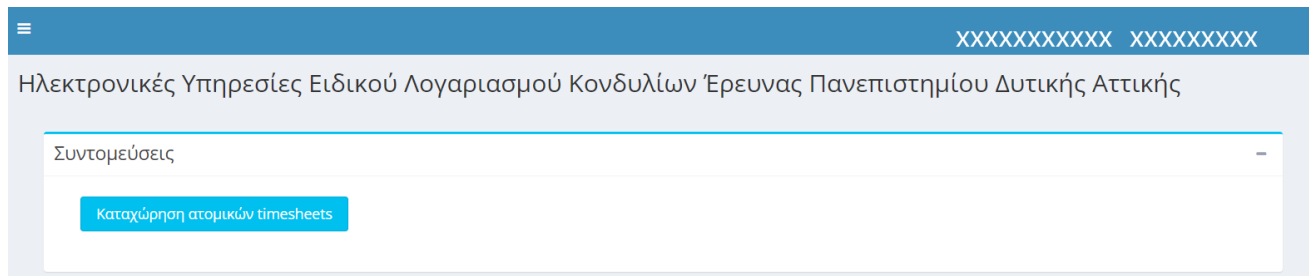 XXXXXXXXXXX XXXXXXXXX
Ηλεκτρονικές Υπηρεσίες Ειδικού Λογαριασμού Κονδυλίων Έρευνας Πανεπιστημίου Δυτικής Αττικής
Συντομεύσεις
Καταχώρηση ατομικών timesheets